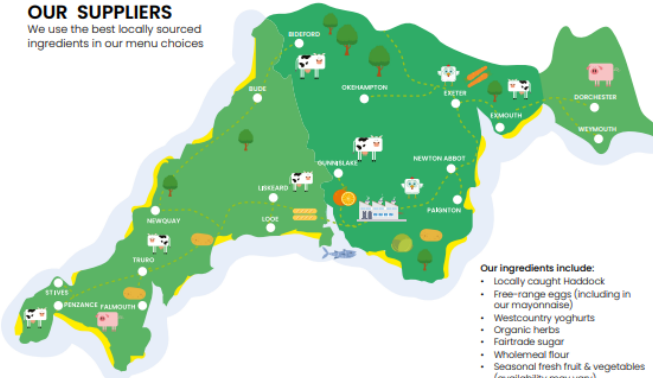 OUR SUPPLIERS
We use the best locally sourced
ingredients in our menu choices
BIDEFORD
BUDE
OKEHAMPTON
EXETER
EXMOUTH
DORCHESTER
WEYMOUTH
GUNNISLAKE
NEWTON ABBOT
LISKEARD
LOOE
PAIGNTON
NEWQUAY
TRURO
ST IVES
PENZANCE
FALMOUTH
Our ingredients include:
• Locally caught Haddock
• Free-range eggs (including in
our mayonnaise)
• Westcountry yoghurts
• Organic herbs
• Fairtrade sugar
• Wholemeal flour
• Seasonal fresh fruit & vegetables
(availability may vary)